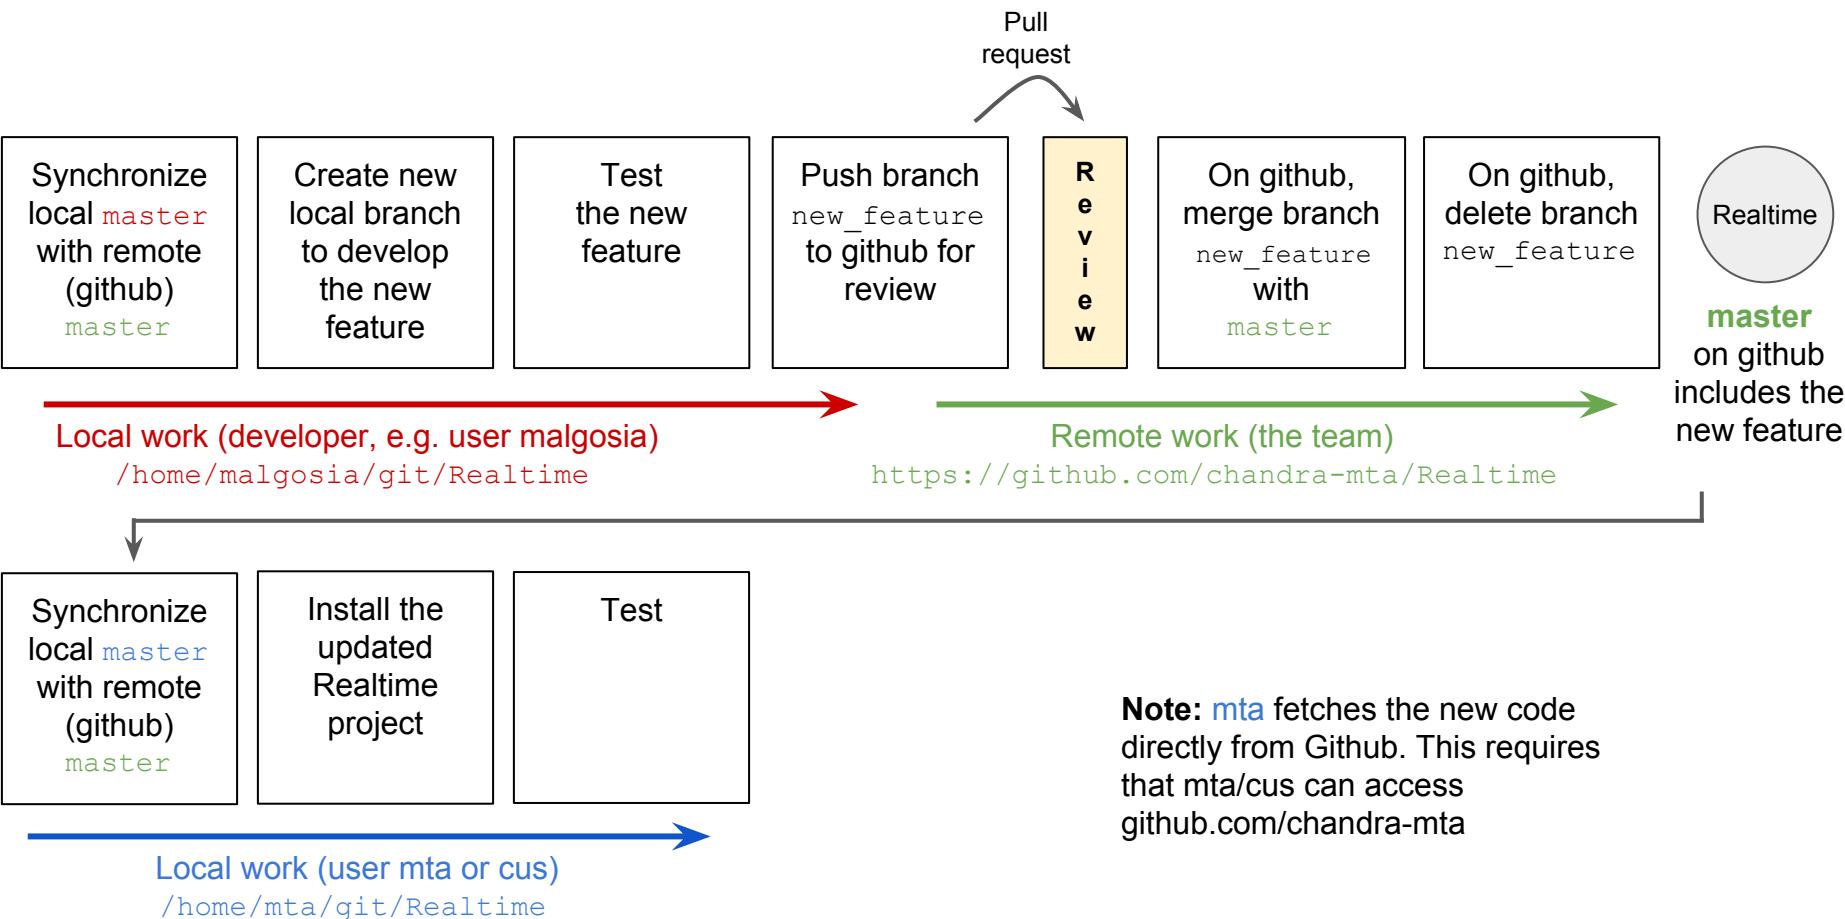 Pull
request
Synchronize
local master
with remote
(github)
master
Create new
local branch
to develop
the new
feature
Test
the new
feature
Push branch
new_feature
to github for
review
Review
On github,
merge branch
new_feature
with
master
On github,
delete branch
new_feature
Realtime
master
on github
includes the
new feature
Local work (developer, e.g. user malgosia)
/home/malgosia/git/Realtime
Remote work (the team)
https://github.com/chandra-mta/Realtime
Synchronize
local master
with remote
(github)
master
Install the
updated
Realtime
project
Test
Note: mta fetches the new code
directly from Github. This requires
that mta/cus can access
github.com/chandra-mta
Local work (user mta or cus)
/home/mta/git/Realtime